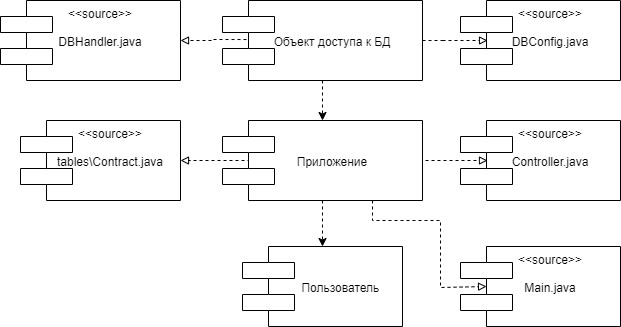 <<source>>
DBHandler.java
Объект доступа к БД
<<source>>
DBConfig.java
<<source>>
tables\Contract.java
Приложение
<<source>>
Controller.java
Пользователь
<<source>>
Main.java